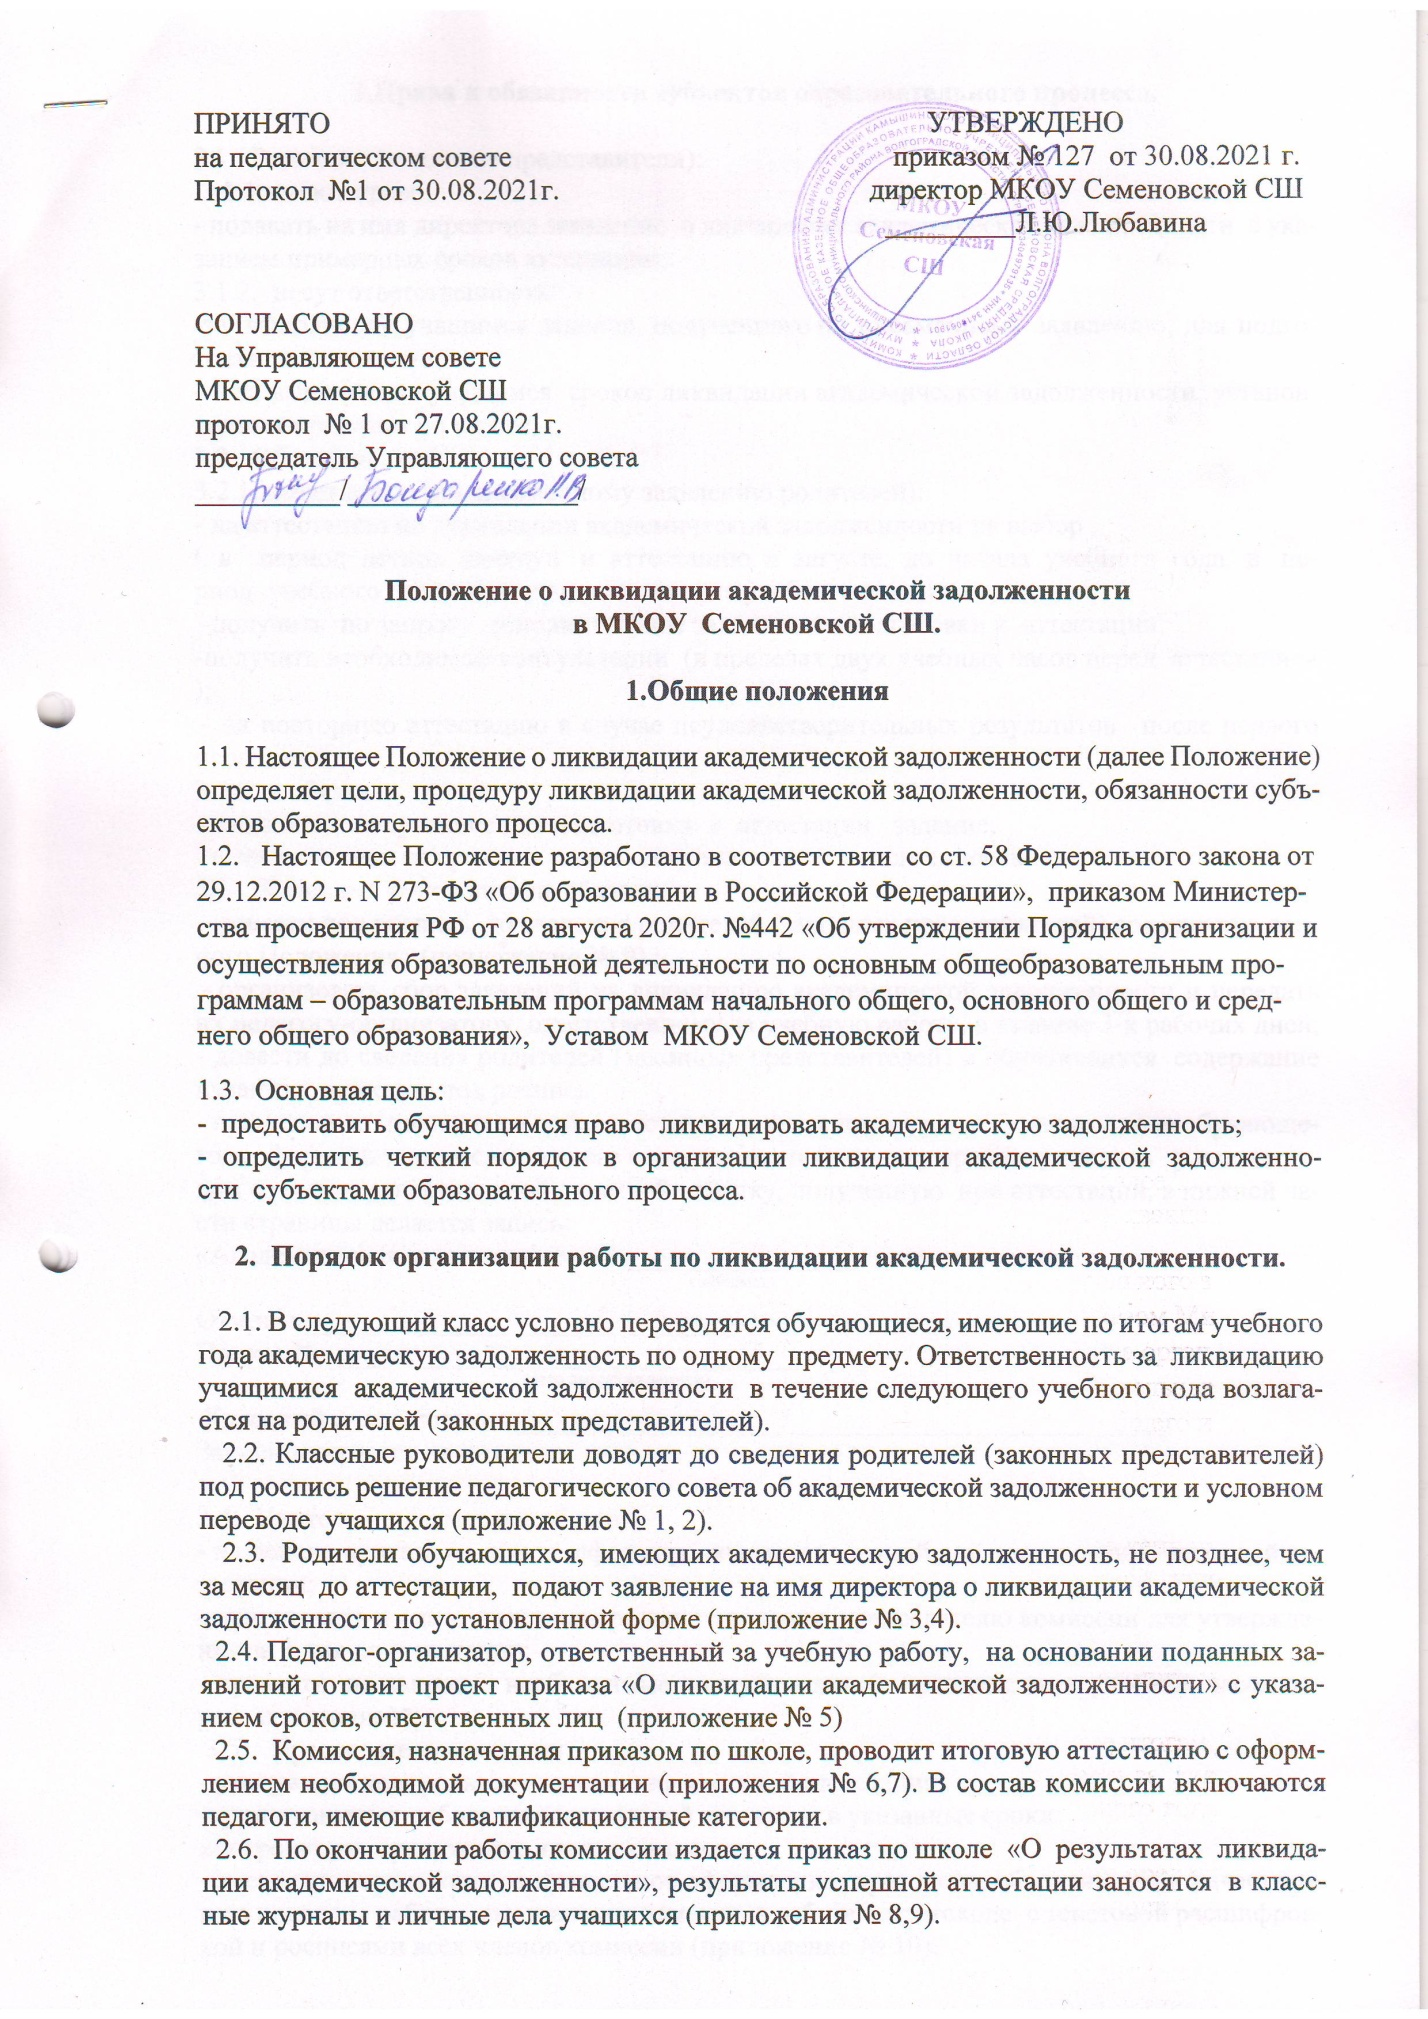 ПРИНЯТО
на педагогическом совете
Протокол №1 от 30.08.2021г.
УТВЕРЖДЕНО
приказом № 127 от 30.08.2021 г.
директор МКОУ Семеновской СШ
__________Л.Ю.Любавина
МКОУ
Семеновская
СШ
СОГЛАСОВАНО
На Управляющем совете
МКОУ Семеновской СШ
протокол № 1 от 27.08.2021г.
председатель Управляющего совета
__________ / Бондаренко Н.В
Положение о ликвидации академической задолженности
в МКОУ Семеновской СШ.
1.Общие положения
1.1. Настоящее Положение о ликвидации академической задолженности (далее Положение)
определяет цели, процедуру ликвидации академической задолженности, обязанности субъ-
ектов образовательного процесса.
1.2. Настоящее Положение разработано в соответствии со ст. 58 Федерального закона от
29.12.2012 г. N 273-ФЗ «Об образовании в Российской Федерации», приказом Министер-
ства просвещения РФ от 28 августа 2020г. №442 «Об утверждении Порядка организации и
осуществления образовательной деятельности по основным общеобразовательным про-
граммам – образовательным программам начального общего, основного общего и сред-
него общего образования», Уставом МКОУ Семеновской СШ.
1.3. Основная цель:
- предоставить обучающимся право ликвидировать академическую задолженность;
- определить четкий порядок в организации ликвидации академической задолженно-
сти субъектами образовательного процесса.
2. Порядок организации работы по ликвидации академической задолженности.
2.1. В следующий класс условно переводятся обучающиеся, имеющие по итогам учебного
года академическую задолженность по одному предмету. Ответственность за ликвидацию
учащимися академической задолженности в течение следующего учебного года возлага-
ется на родителей (законных представителей).
2.2. Классные руководители доводят до сведения родителей (законных представителей)
под роспись решение педагогического совета об академической задолженности и условном
переводе учащихся (приложение № 1, 2).
2.3. Родители обучающихся, имеющих академическую задолженность, не позднее, чем
за месяц до аттестации, подают заявление на имя директора о ликвидации академической
задолженности по установленной форме (приложение № 3,4).
2.4. Педагог-организатор, ответственный за учебную работу, на основании поданных за-
явлений готовит проект приказа «О ликвидации академической задолженности» с указа-
нием сроков, ответственных лиц (приложение № 5)
2.5. Комиссия, назначенная приказом по школе, проводит итоговую аттестацию с оформ-
лением необходимой документации (приложения № 6,7). В состав комиссии включаются
педагоги, имеющие квалификационные категории.
2.6. По окончании работы комиссии издается приказ по школе «О результатах ликвида-
ции академической задолженности», результаты успешной аттестации заносятся в класс-
ные журналы и личные дела учащихся (приложения № 8,9).